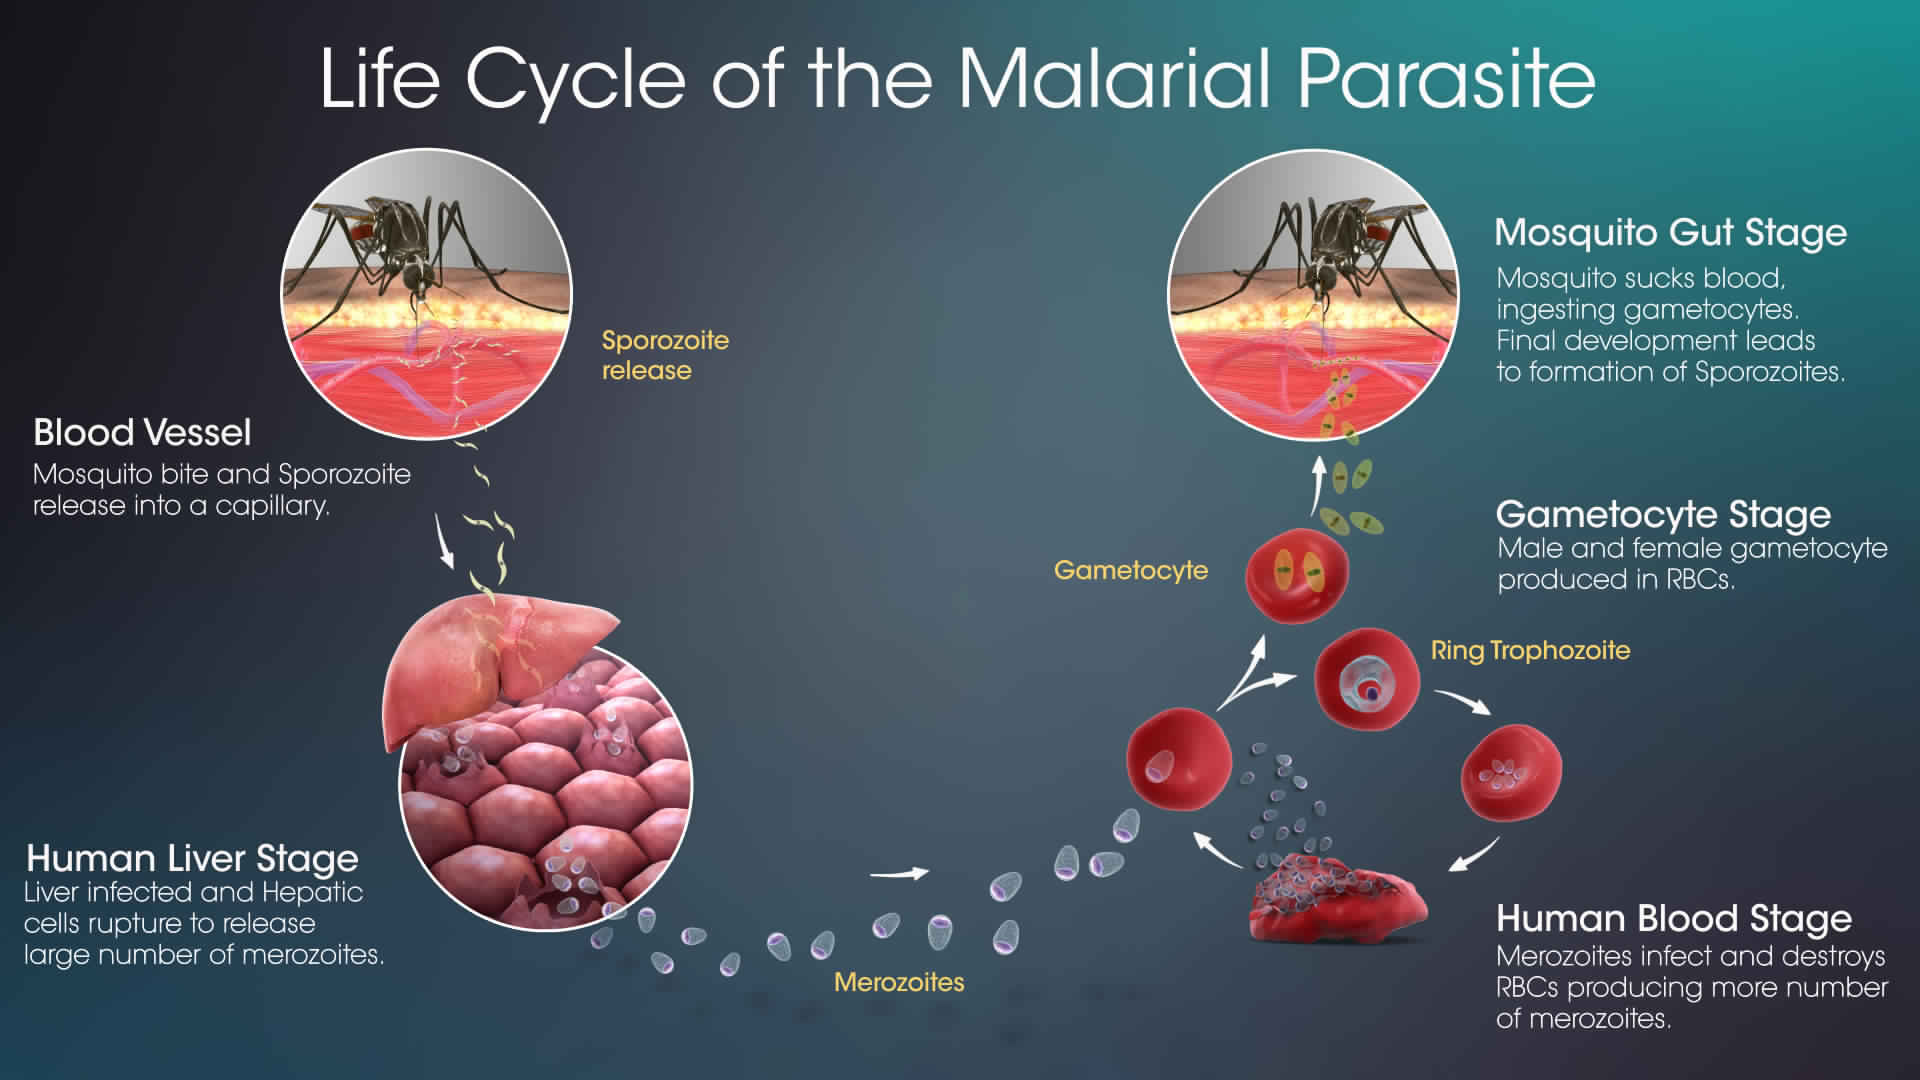 Life Cycle of the Malarial Parasite
Sporozoite
release
Blood Vessel
Mosquito bite and Sporozoite
release into a capillary.
Human Liver Stage
Liver infected and Hepatic
cells rupture to release
large number of merozoites.
Merozoites
Mosquito Gut Stage
Mosquito sucks blood,
ingesting gametocytes.
Final development leads
to formation of Sporozoites.
Gametocyte Stage
Male and female gametocyte
produced in RBCs.
Gametocyte
Ring Trophozoite
Human Blood Stage
Merozoites infect and destroys
RBCs producing more number
of merozoites.